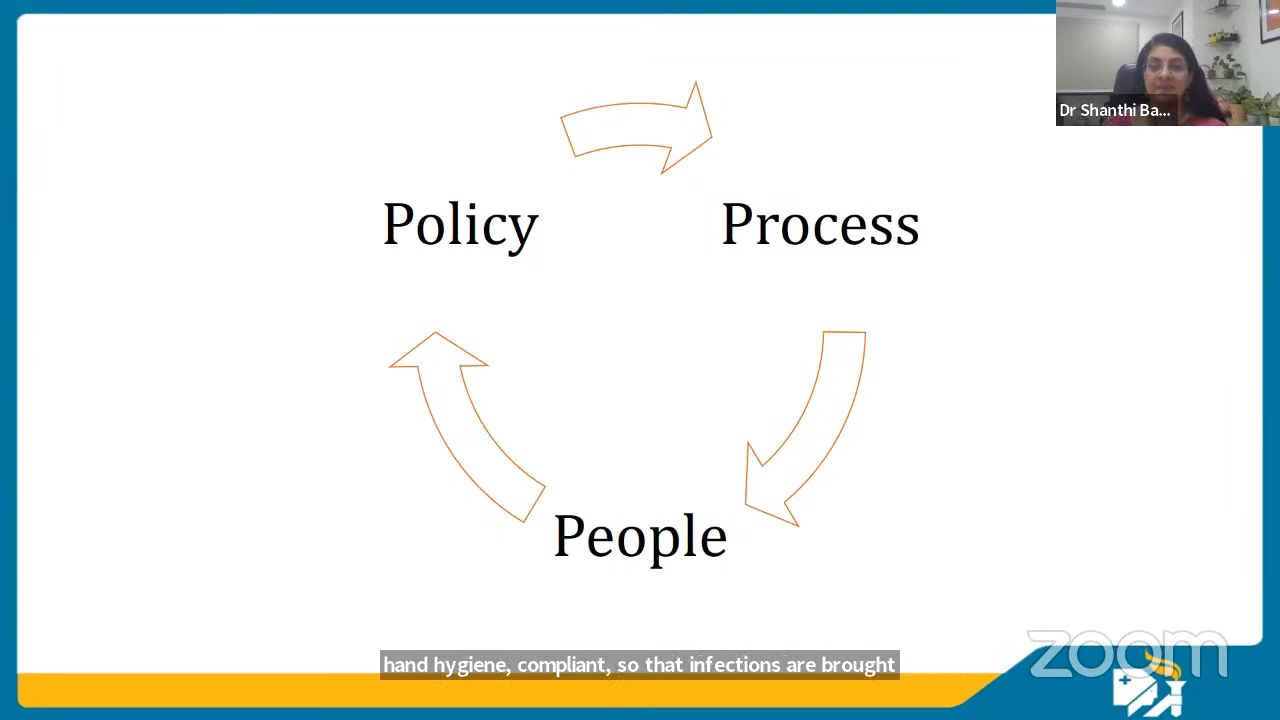 Dr Shanthi Ba...
Policy
Process
People
hand hygiene, compliant, so that infections are brought
zoom